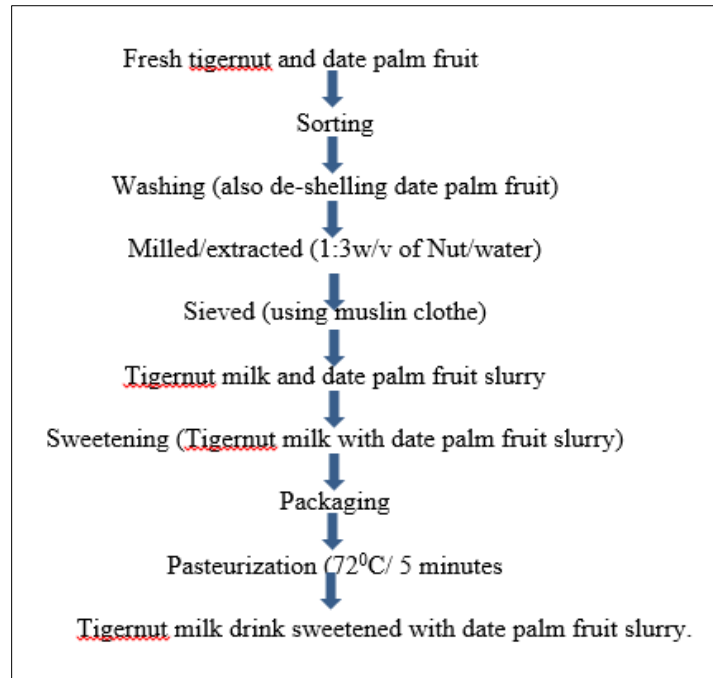 Fresh tigernut and date palm fruit
Sorting
Washing (also de-shelling date palm fruit)
Milled/extracted (1:3w/v of Nut/water)
Sieved (using muslin clothe)
Tigernut milk and date palm fruit slurry
Sweetening (Tigernut milk with date palm fruit slurry)
Packaging
Pasteurization (72⁰C/ 5 minutes
Tigernut milk drink sweetened with date palm fruit slurry.